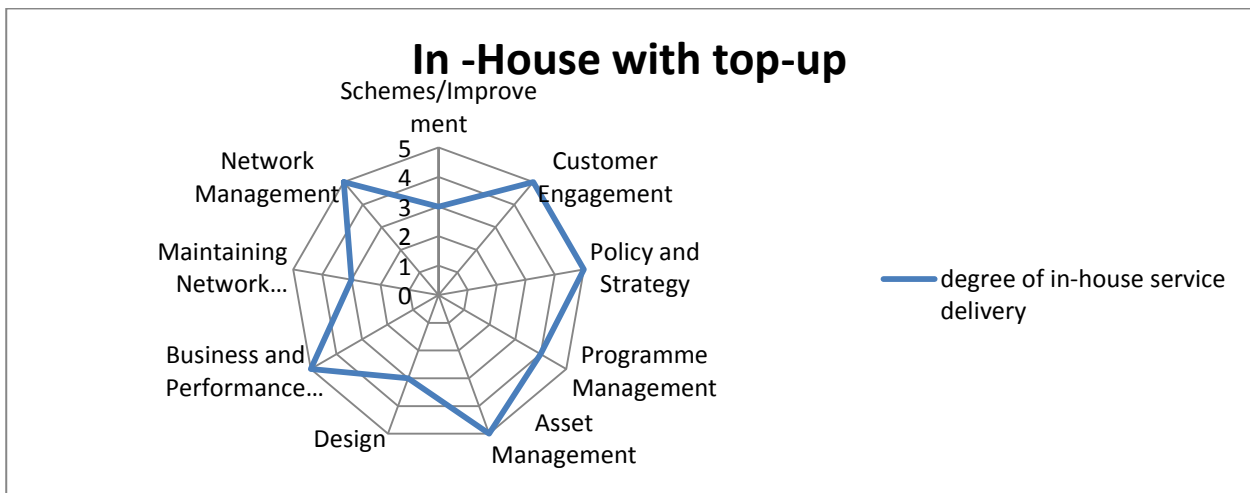 In -House with top-up
Schemes/Improve
ment
Customer
Engagement
Policy and
Strategy
Programme
Management
Asset
Management
Design
Business and
Performance…
Maintaining
Network…
Network
Management
5
4
3
2
1
0
degree of in-house service
delivery